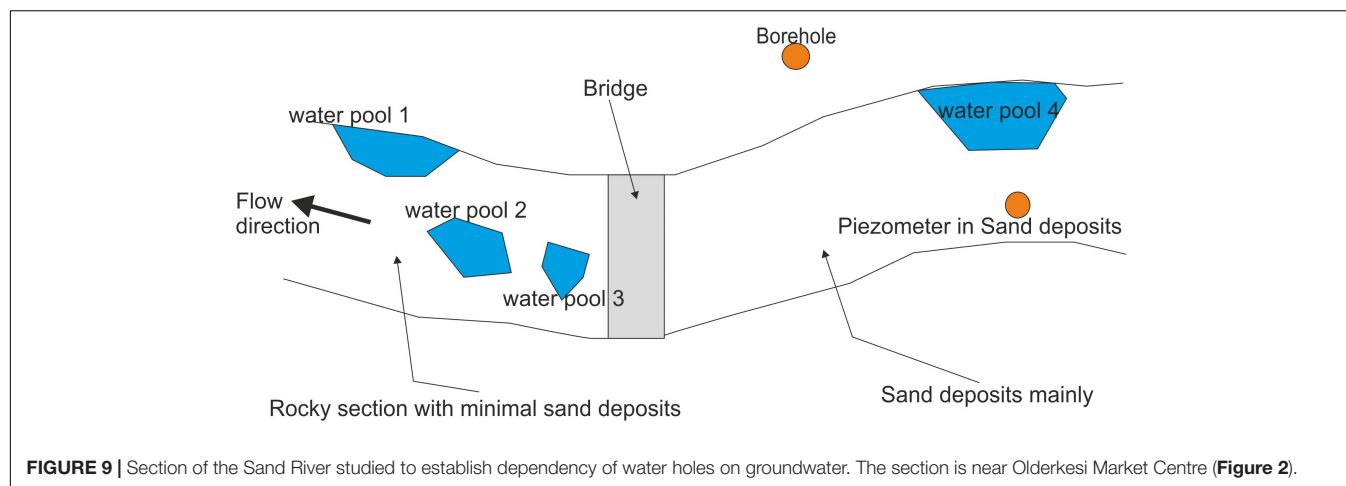 Borehole
Bridge
water pool 1
water pool 4
Flow
direction
water pool 2
Piezometer in Sand deposits
water pool 3
Rocky section with minimal sand deposits
Sand deposits mainly
FIGURE 9 | Section of the Sand River studied to establish dependency of water holes on groundwater. The section is near Olderkesi Market Centre (Figure 2).